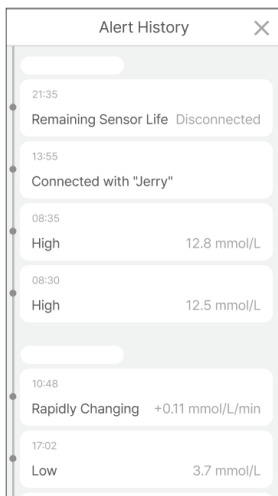 Alert History
21:35
Remaining Sensor Life Disconnected
13:55
Connected with "Jerry"
08:35
High 12.8 mmol/L
08:30
High 12.5 mmol/L
10:48
Rapidly Changing +0.11 mmol/L/min
17:02
Low 3.7 mmol/L